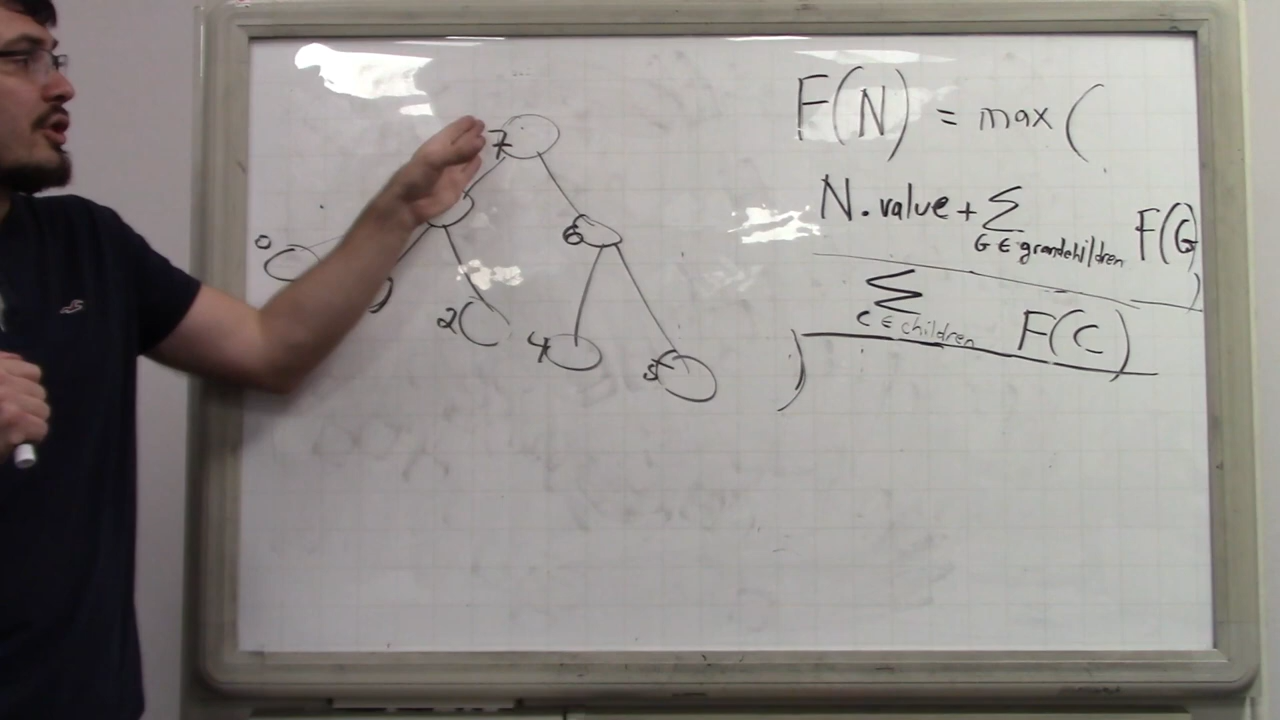 F(N) = max (
N.value + Σ F(G)
G ∈ grandchildren
)
Σ F(C)
C ∈ children
)
7
0
6
2
4
5